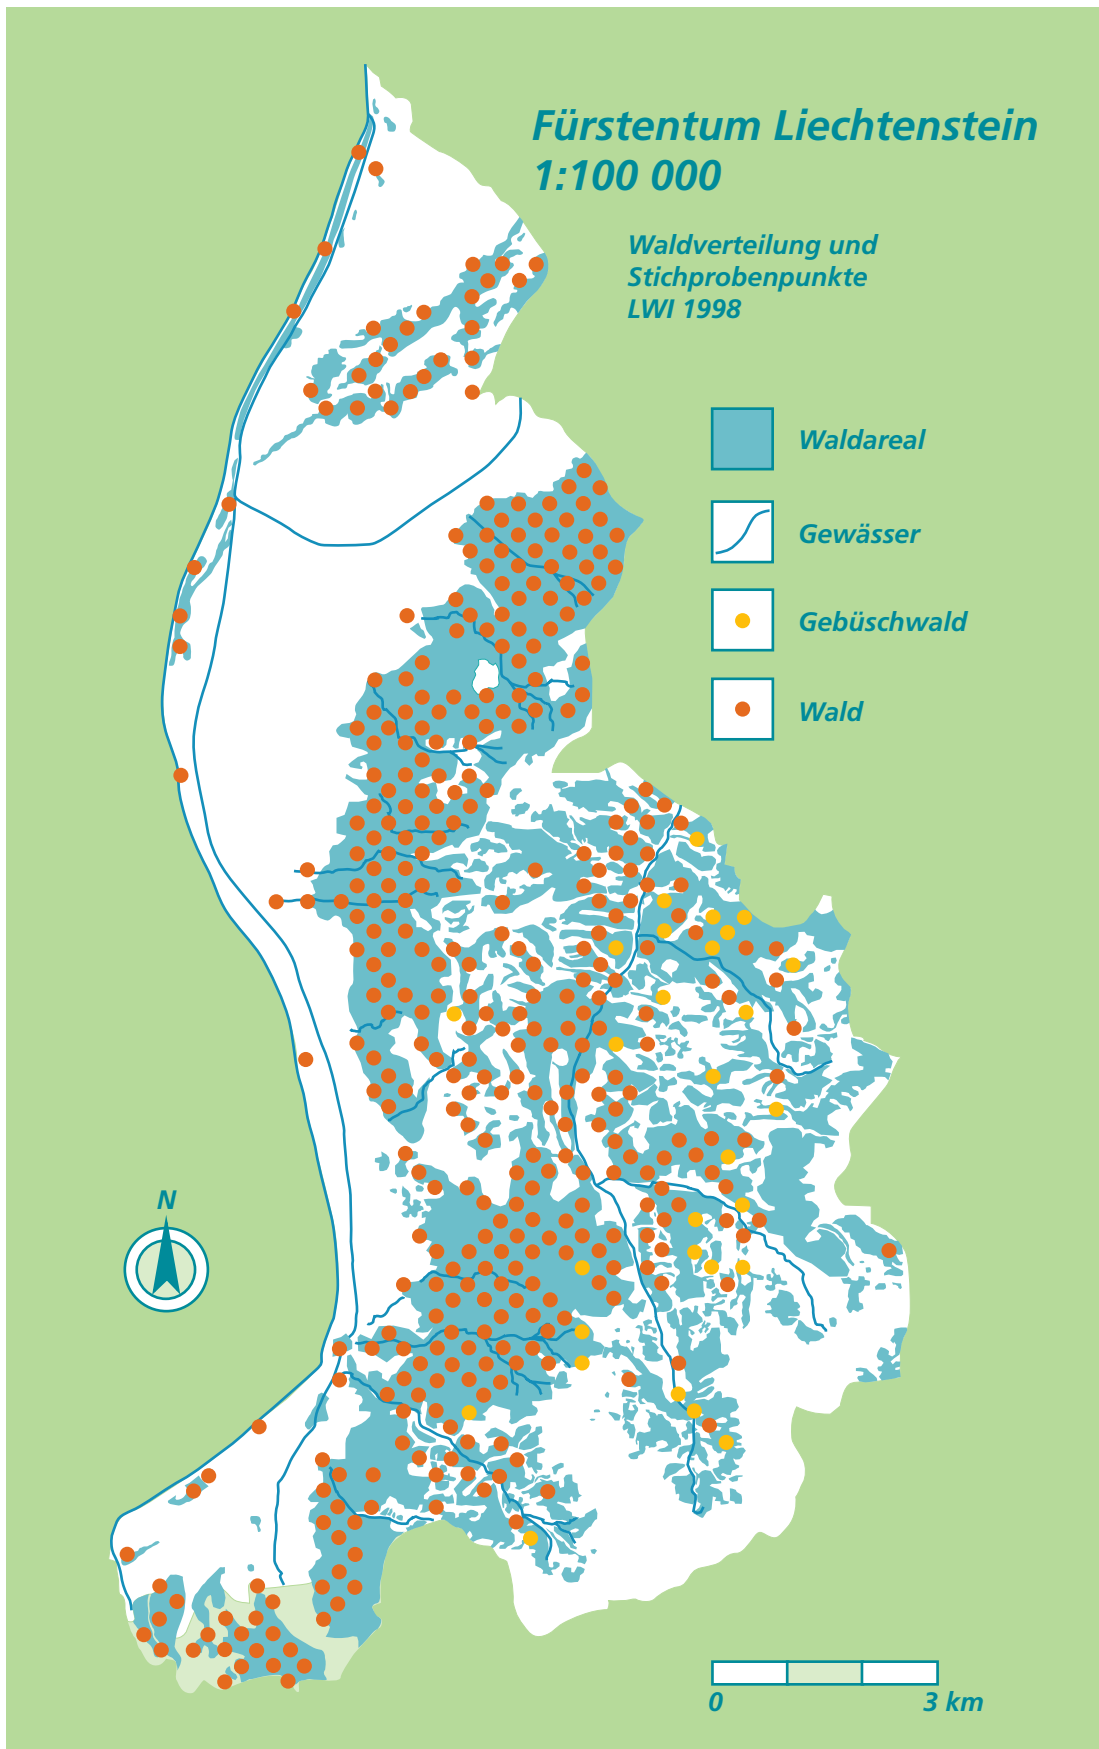 Fürstentum Liechtenstein
1:100 000
Waldverteilung und
Stichprobenpunkte
LWI 1998
Waldareal
Gewässer
Gebüschwald
Wald
N
0 3 km